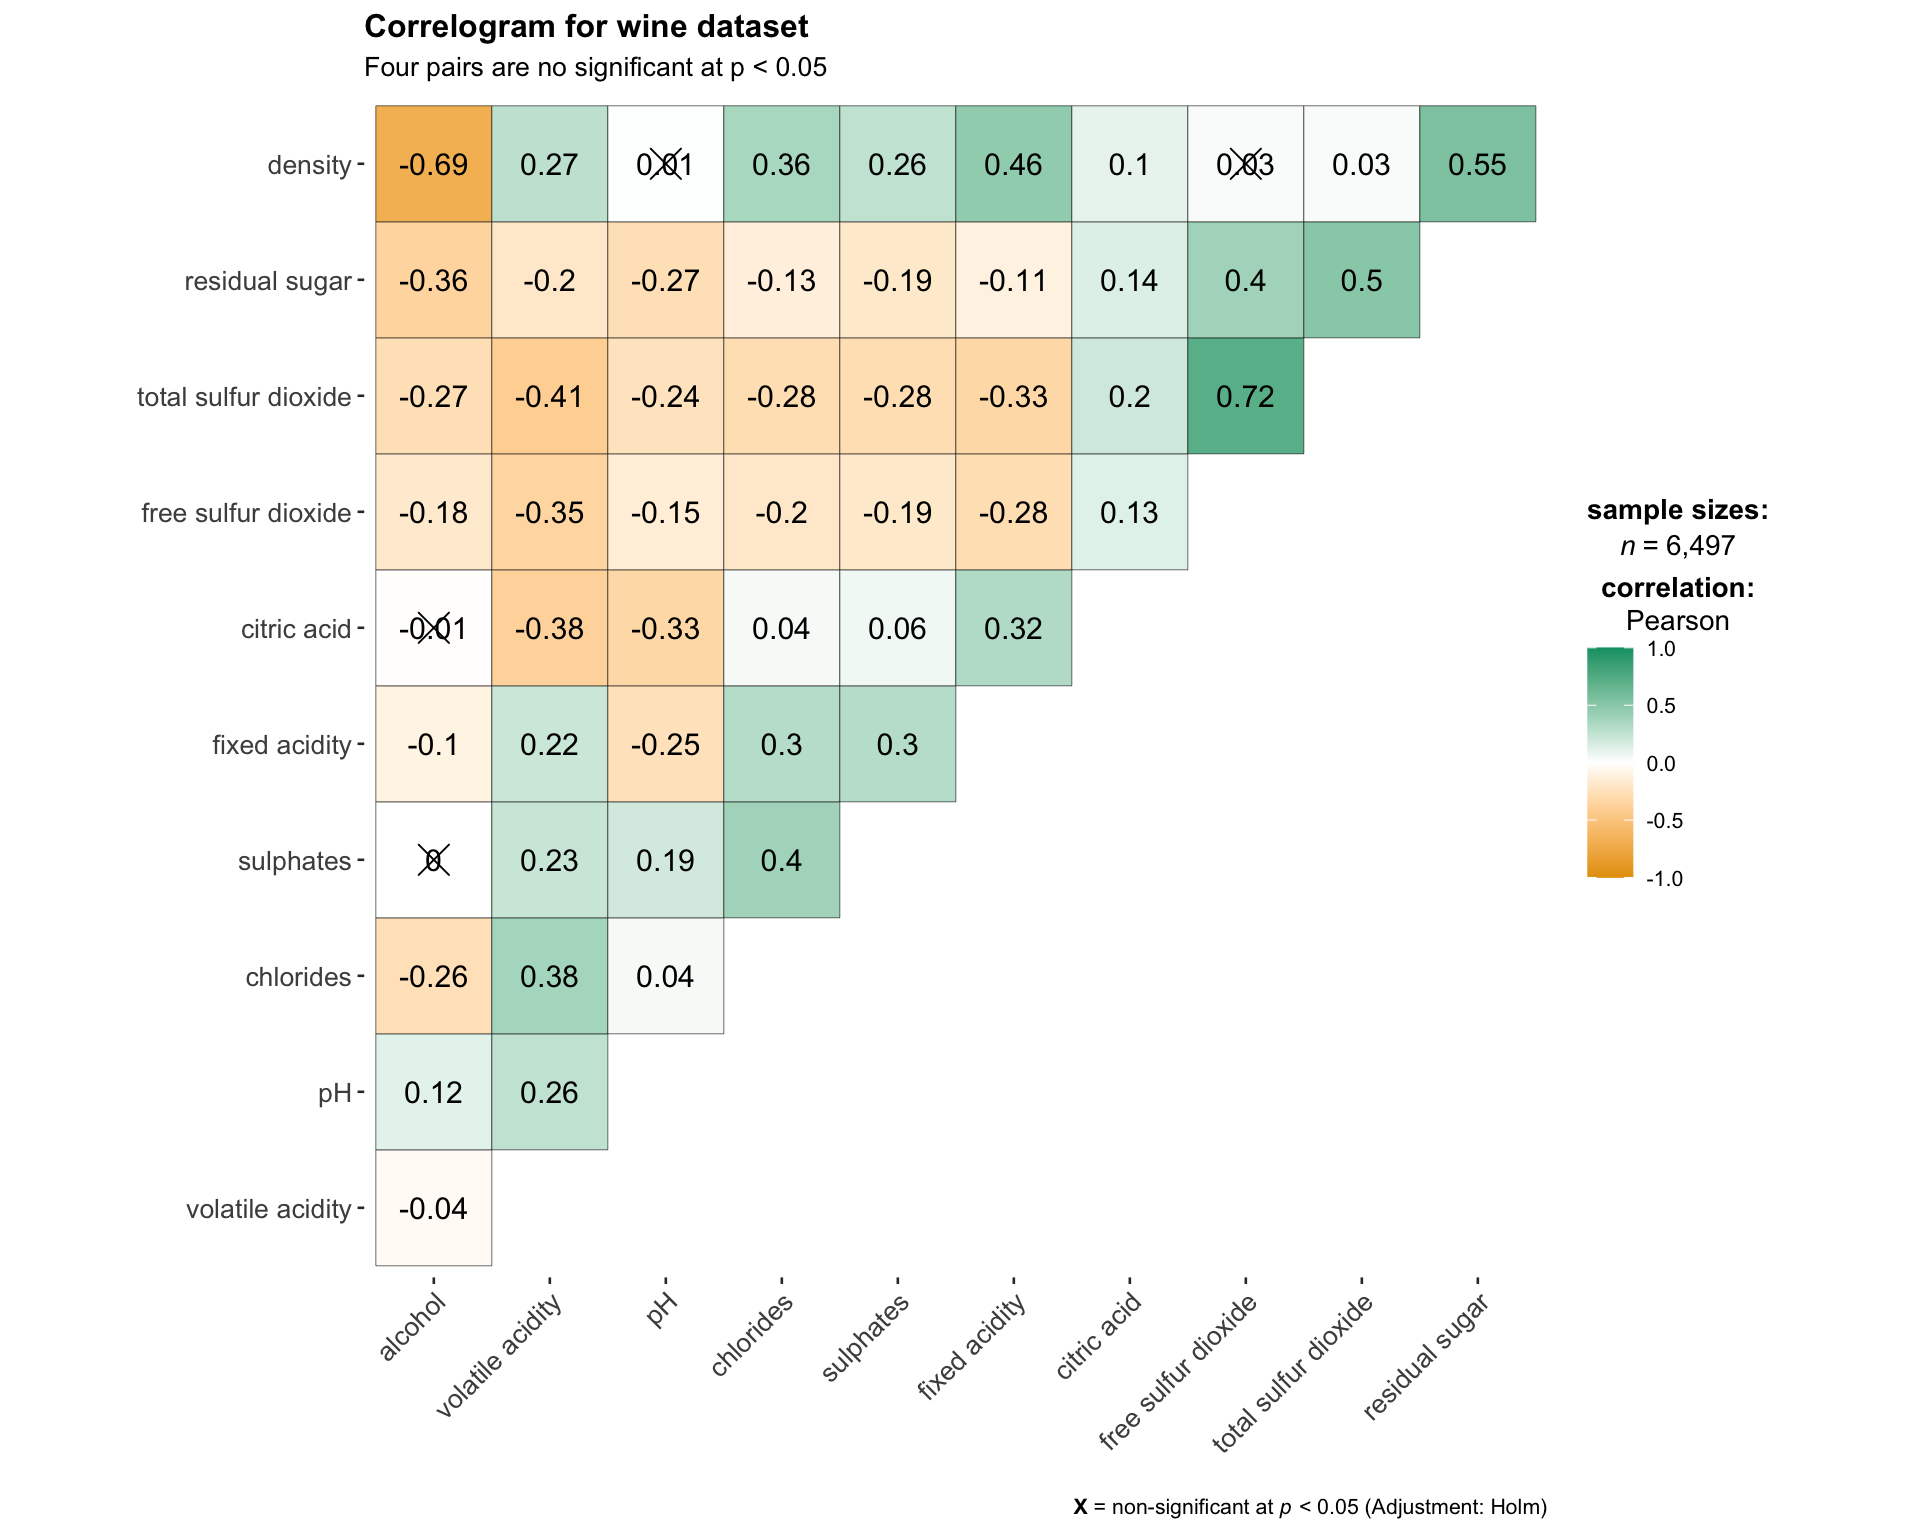 Correlogram for wine dataset
Four pairs are no significant at p < 0.05
density -0.69 0.27 0.01 0.36 0.26 0.46 0.1 0.03 0.03 0.55
residual sugar -0.36 -0.2 -0.27 -0.13 -0.19 -0.11 0.14 0.4 0.5
total sulfur dioxide -0.27 -0.41 -0.24 -0.28 -0.28 -0.33 0.2 0.72
free sulfur dioxide -0.18 -0.35 -0.15 -0.2 -0.19 -0.28 0.13
citric acid -0.01 -0.38 -0.33 0.04 0.06 0.32
fixed acidity -0.1 0.22 -0.25 0.3 0.3
sulphates 0 0.23 0.19 0.4
chlorides -0.26 0.38 0.04
pH 0.12 0.26
volatile acidity -0.04
alcohol
volatile acidity
pH
chlorides
sulphates
fixed acidity
citric acid
free sulfur dioxide
total sulfur dioxide
residual sugar
sample sizes:
n = 6,497
correlation:
Pearson
1.0
0.5
0.0
-0.5
-1.0
X = non-significant at p < 0.05 (Adjustment: Holm)